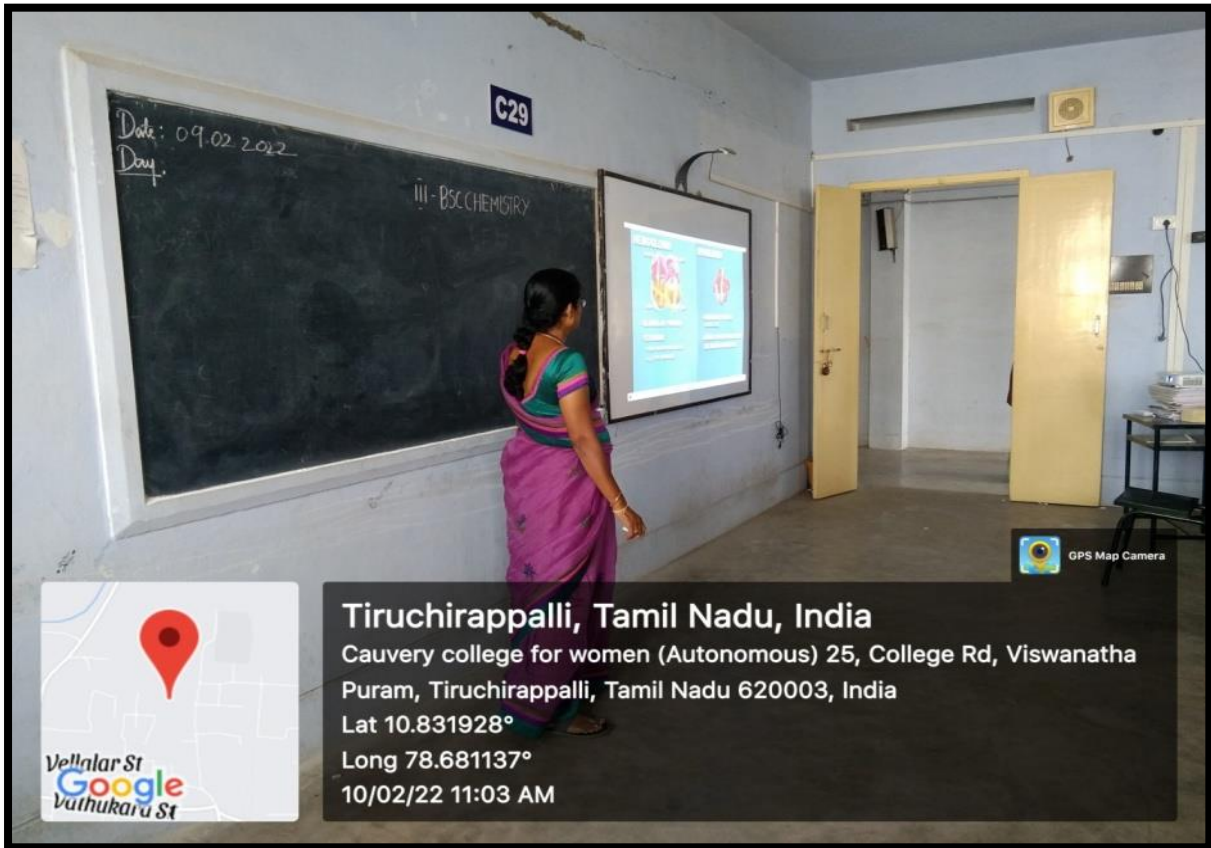 C29
Date: 09.02.2022
Day.
III - BSC CHEMISTRY
GPS Map Camera
Tiruchirappalli, Tamil Nadu, India
Cauvery college for women (Autonomous) 25, College Rd, Viswanatha
Puram, Tiruchirappalli, Tamil Nadu 620003, India
Lat 10.831928°
Long 78.681137°
10/02/22 11:03 AM
Vellalar St
Google
Vathukara St